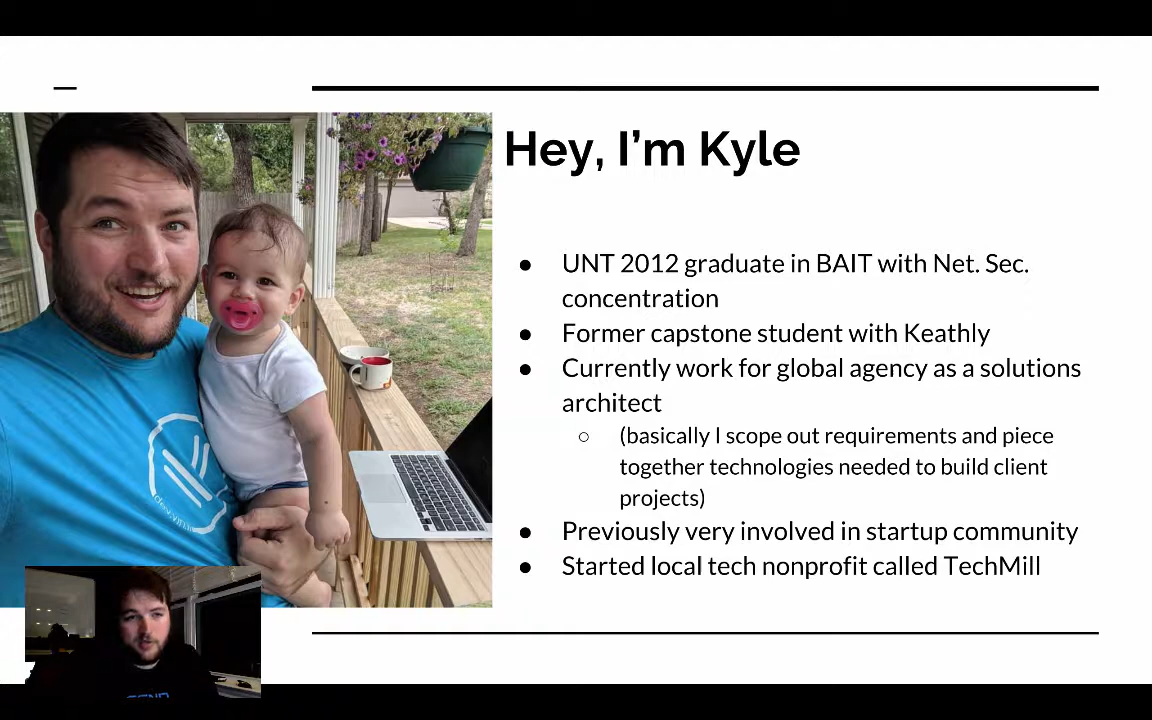 Hey, I'm Kyle
● UNT 2012 graduate in BAIT with Net. Sec.
concentration
● Former capstone student with Keathly
● Currently work for global agency as a solutions
architect
○ (basically I scope out requirements and piece
together technologies needed to build client
projects)
● Previously very involved in startup community
● Started local tech nonprofit called TechMill